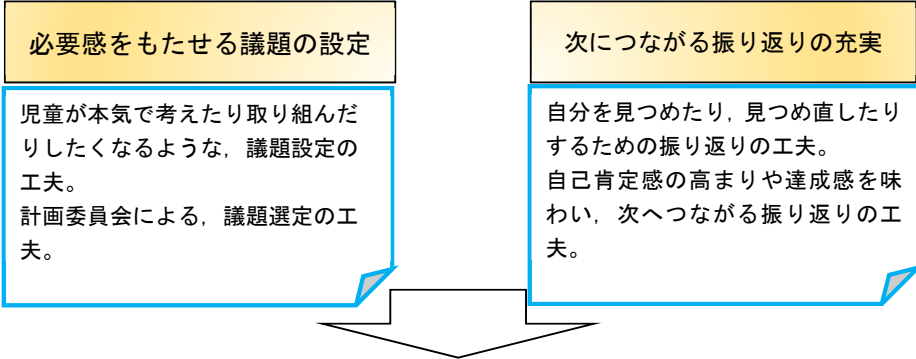 必要感をもたせる議題の設定
児童が本気で考えたり取り組んだ
りしたくなるような，議題設定の
工夫。
計画委員会による，議題選定の工
夫。
次につながる振り返りの充実
自分を見つめたり，見つめ直したり
するための振り返りの工夫。
自己肯定感の高まりや達成感を味
わい，次へつながる振り返りの工
夫。